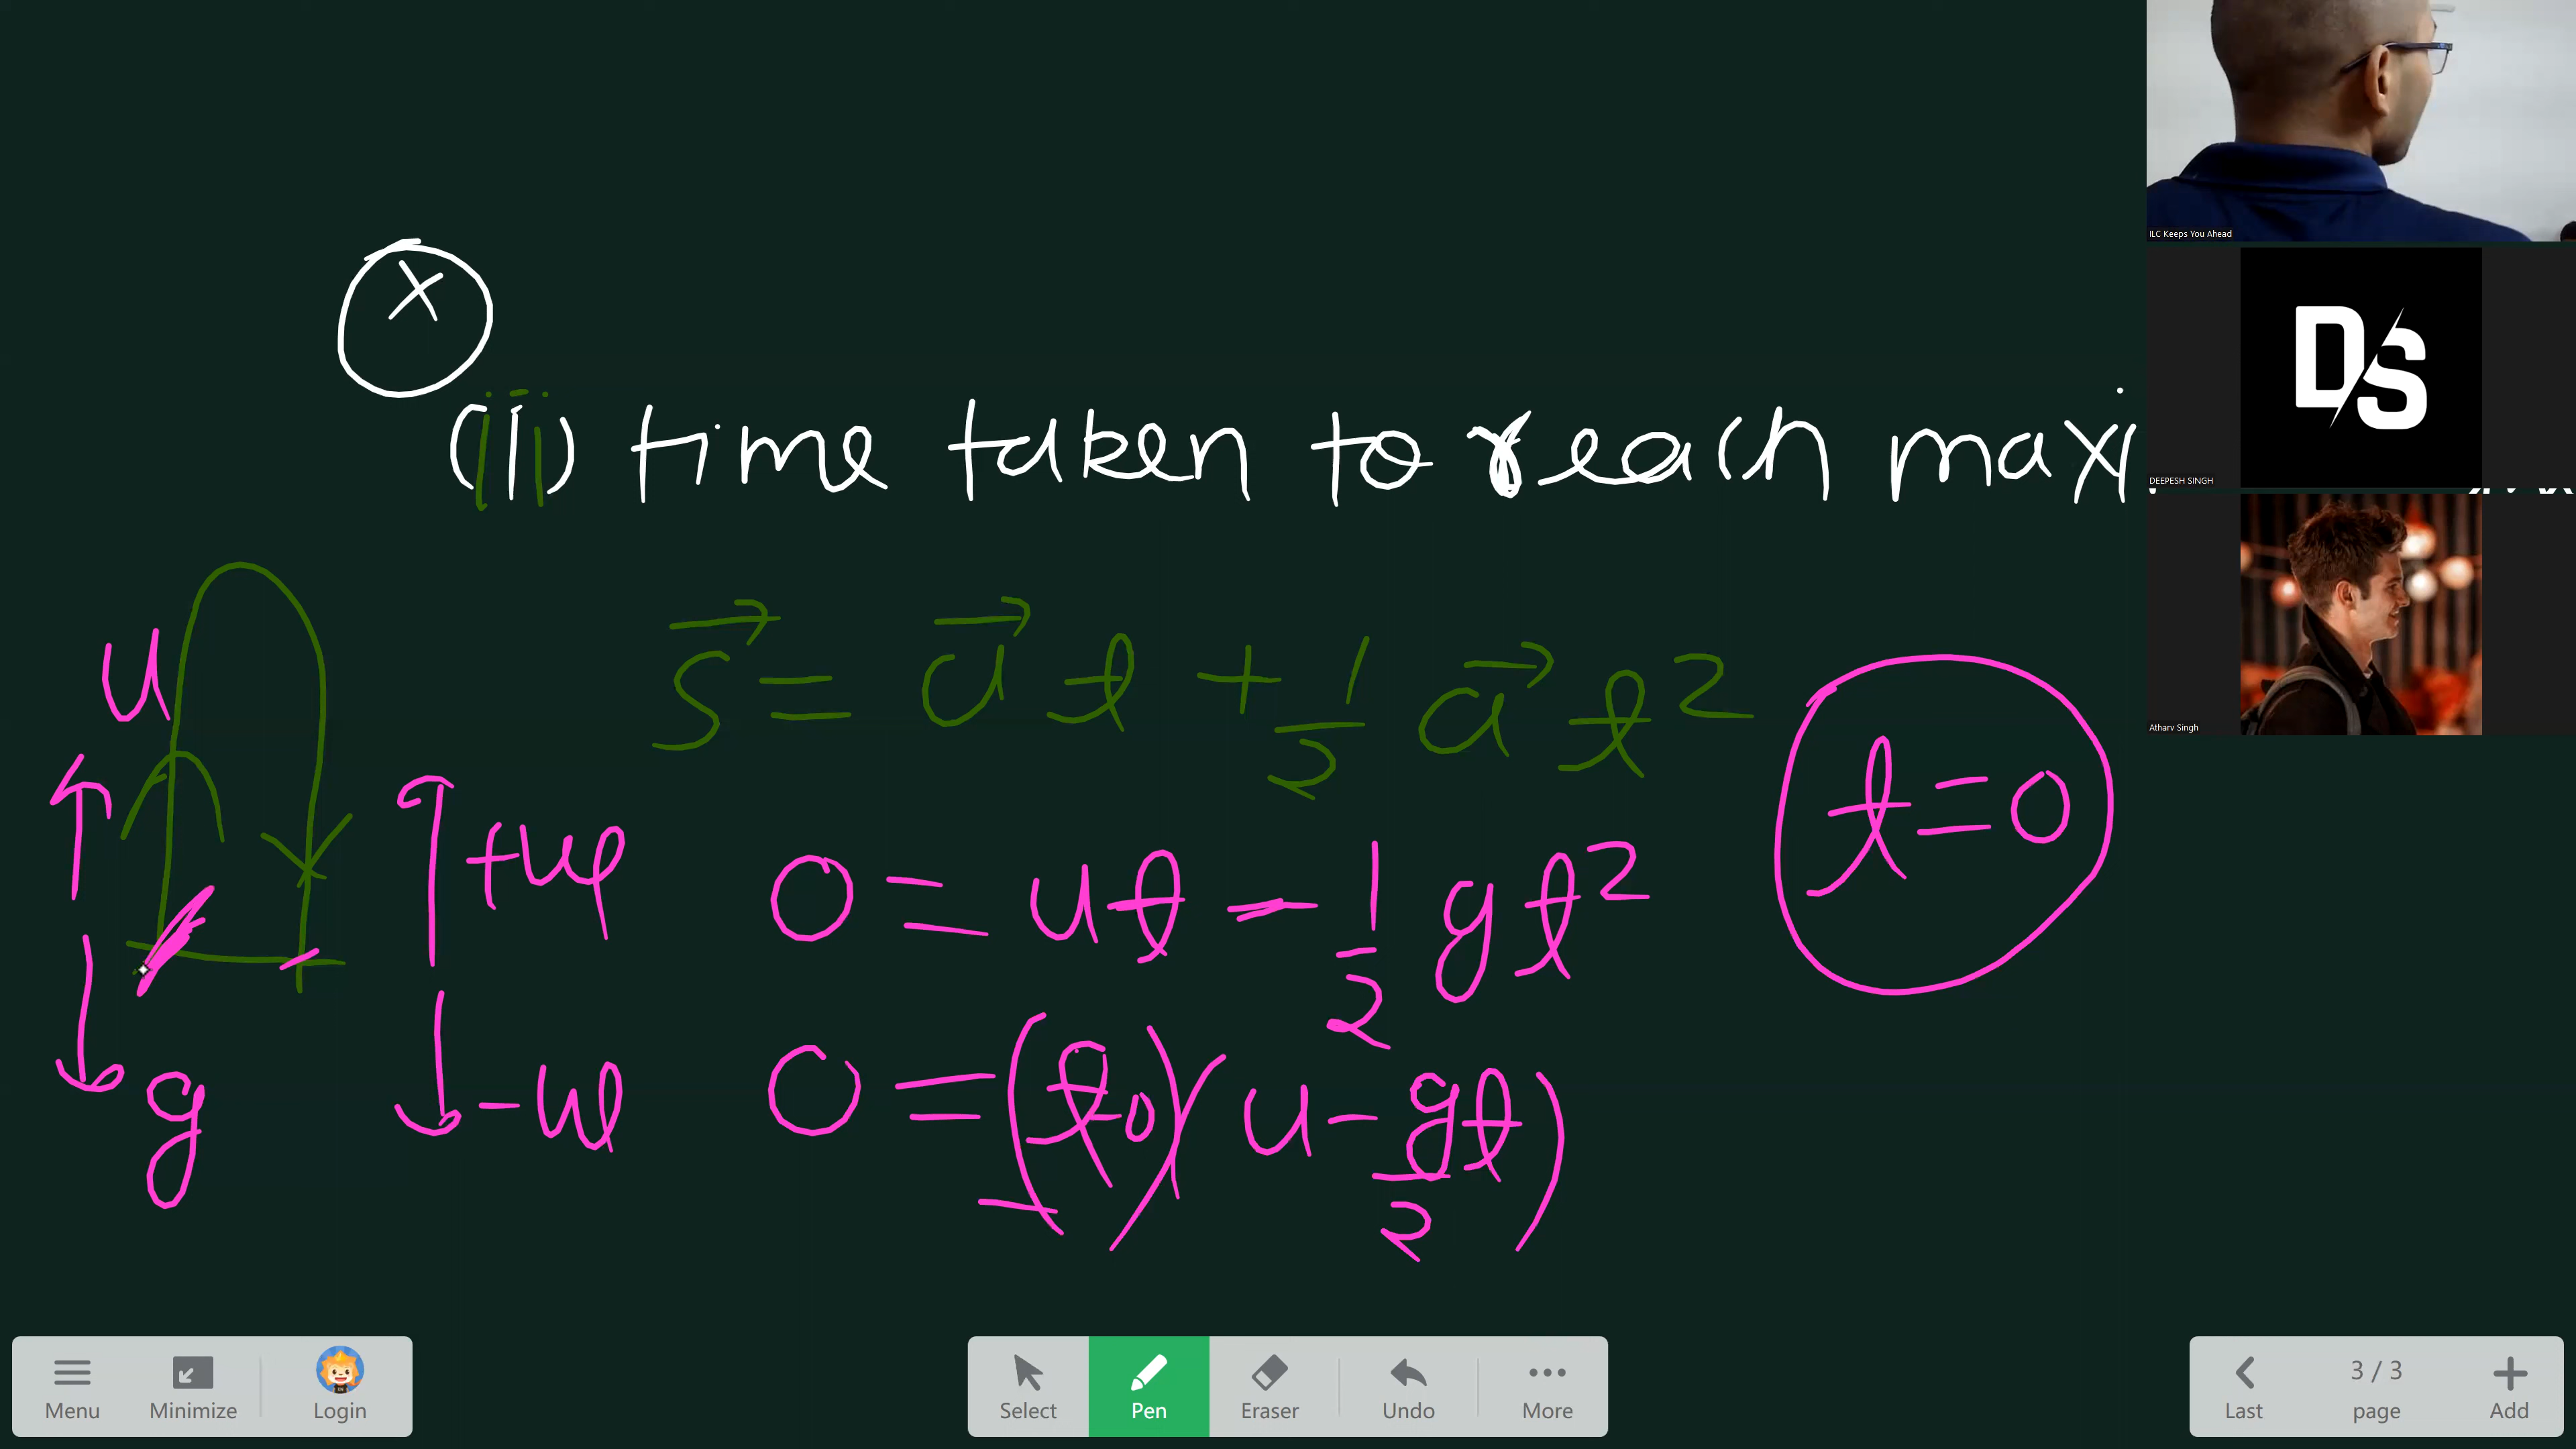 X
(iii) time taken to reach maxi
u
s⃗ = u⃗ t + 1/2 a⃗ t²
t = 0
+ve
0 = ut - 1/2 gt²
g
-ve
0 = (t-0)(u - gt/2)
ILC Keeps You Ahead
DS
DEEPESH SINGH
Atharv Singh
Menu Minimize Login
Select Pen Eraser Undo More
Last 3 / 3 page Add